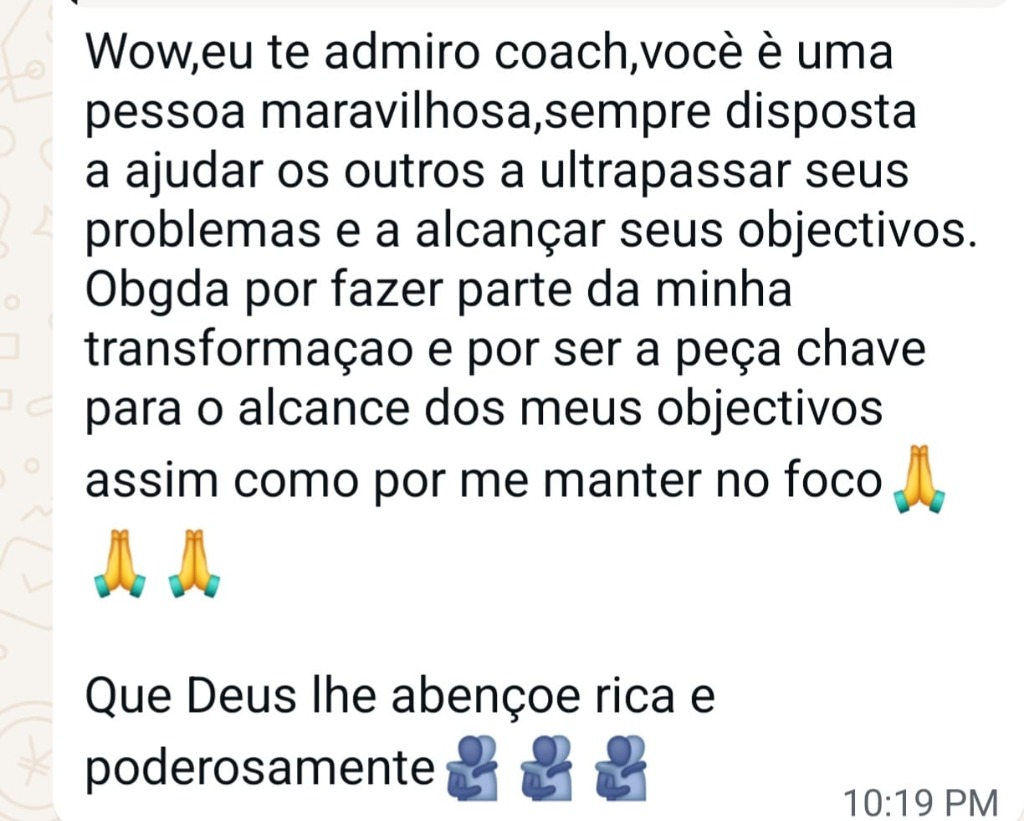 Wow,eu te admiro coach,vocè è uma
pessoa maravilhosa,sempre disposta
a ajudar os outros a ultrapassar seus
problemas e a alcançar seus objectivos.
Obgda por fazer parte da minha
transformaçao e por ser a peça chave
para o alcance dos meus objectivos
assim como por me manter no foco🙏
🙏🙏
Que Deus lhe abençoe rica e
poderosamente🫂🫂🫂
10:19 PM